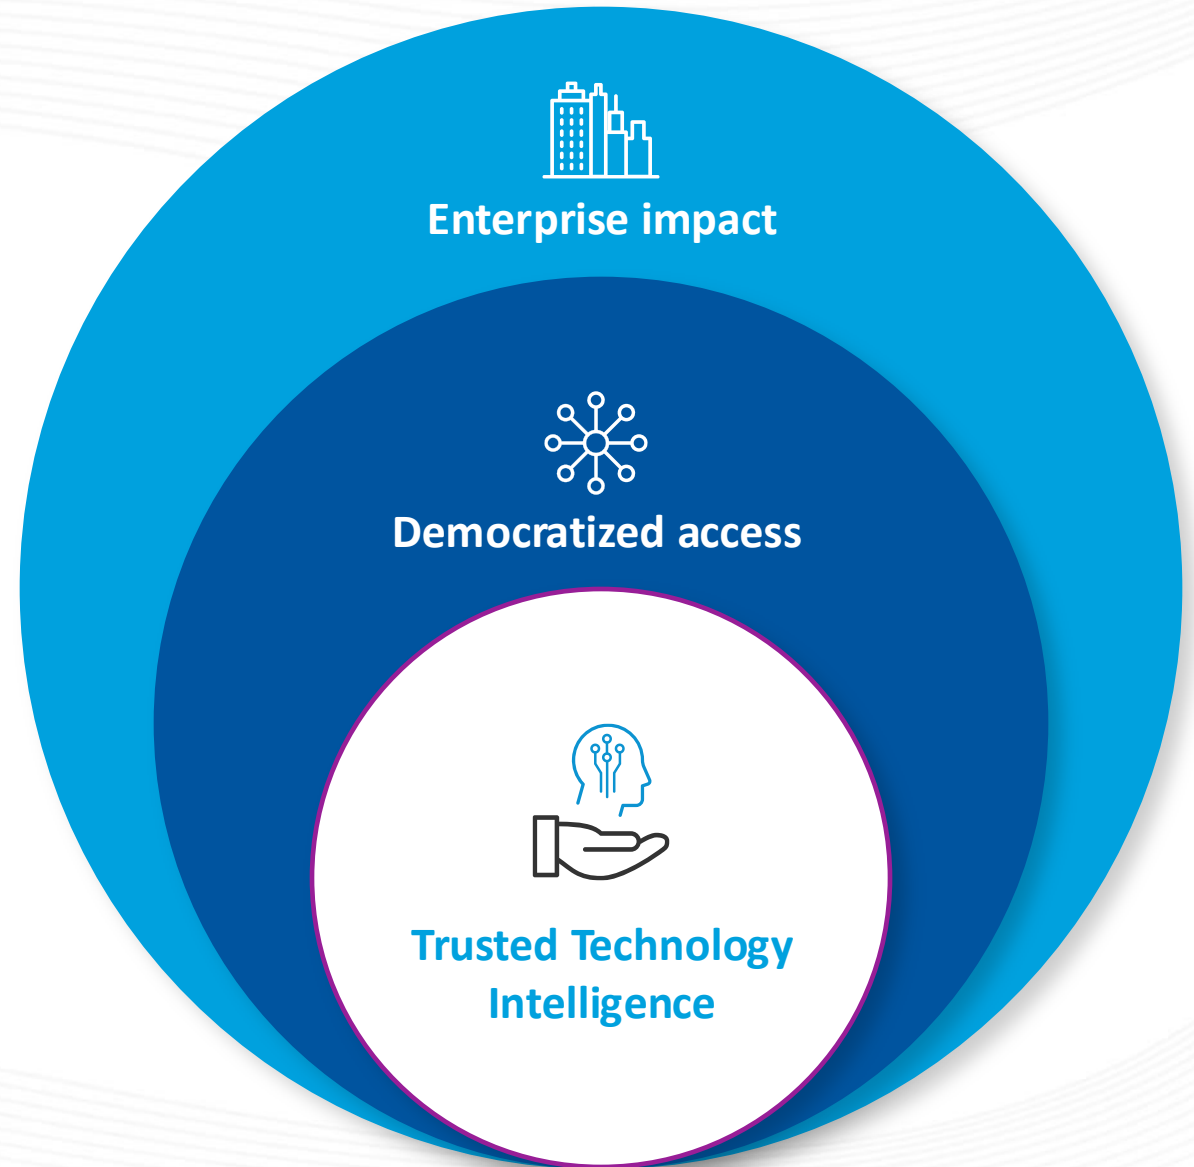 Enterprise impact
Democratized access
Trusted Technology
Intelligence